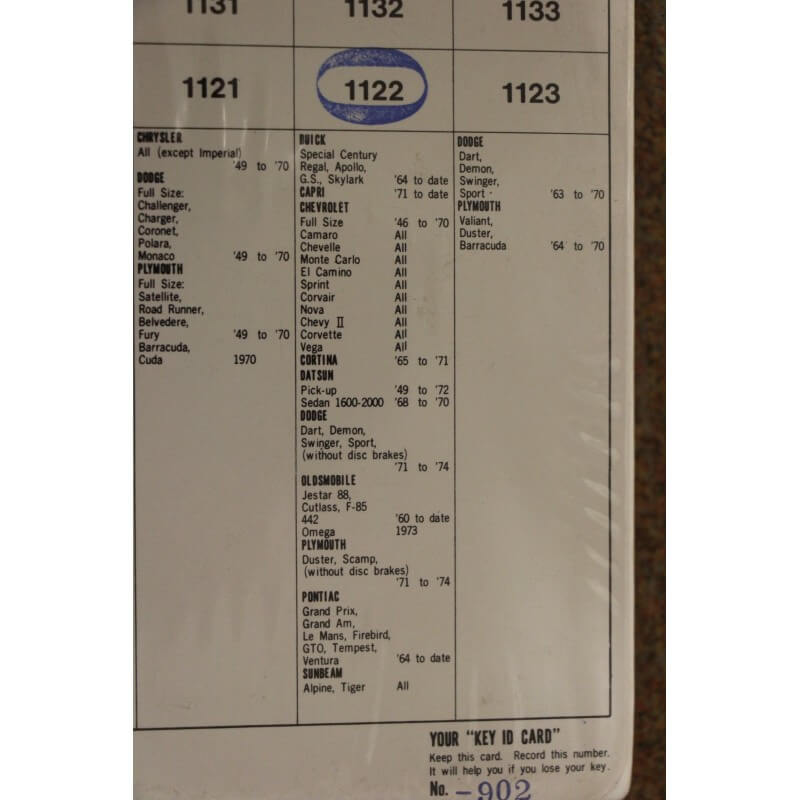 1131 1132 1133
1121 1122 1123
CHRYSLER
All (except Imperial)
'49 to '70
DODGE
Full Size:
Challenger,
Charger,
Coronet,
Polara,
Monaco '49 to '70
PLYMOUTH
Full Size:
Satellite,
Road Runner,
Belvedere,
Fury '49 to '70
Barracuda,
Cuda 1970
BUICK
Special Century
Regal, Apollo,
G.S., Skylark '64 to date
CAPRI '71 to date
CHEVROLET
Full Size '46 to '70
Camaro All
Chevelle All
Monte Carlo All
El Camino All
Sprint All
Corvair All
Nova All
Chevy II All
Corvette All
Vega All
CORTINA '65 to '71
DATSUN
Pick-up '49 to '72
Sedan 1600-2000 '68 to '70
DODGE
Dart, Demon,
Swinger, Sport,
(without disc brakes)
'71 to '74
OLDSMOBILE
Jestar 88,
Cutlass, F-85
442 '60 to date
Omega 1973
PLYMOUTH
Duster, Scamp,
(without disc brakes)
'71 to '74
PONTIAC
Grand Prix,
Grand Am,
Le Mans, Firebird,
GTO, Tempest,
Ventura '64 to date
SUNBEAM
Alpine, Tiger All
DODGE
Dart,
Demon,
Swinger,
Sport '63 to '70
PLYMOUTH
Valiant,
Duster,
Barracuda '64 to '70
YOUR "KEY ID CARD"
Keep this card. Record this number.
It will help you if you lose your key.
No. -902